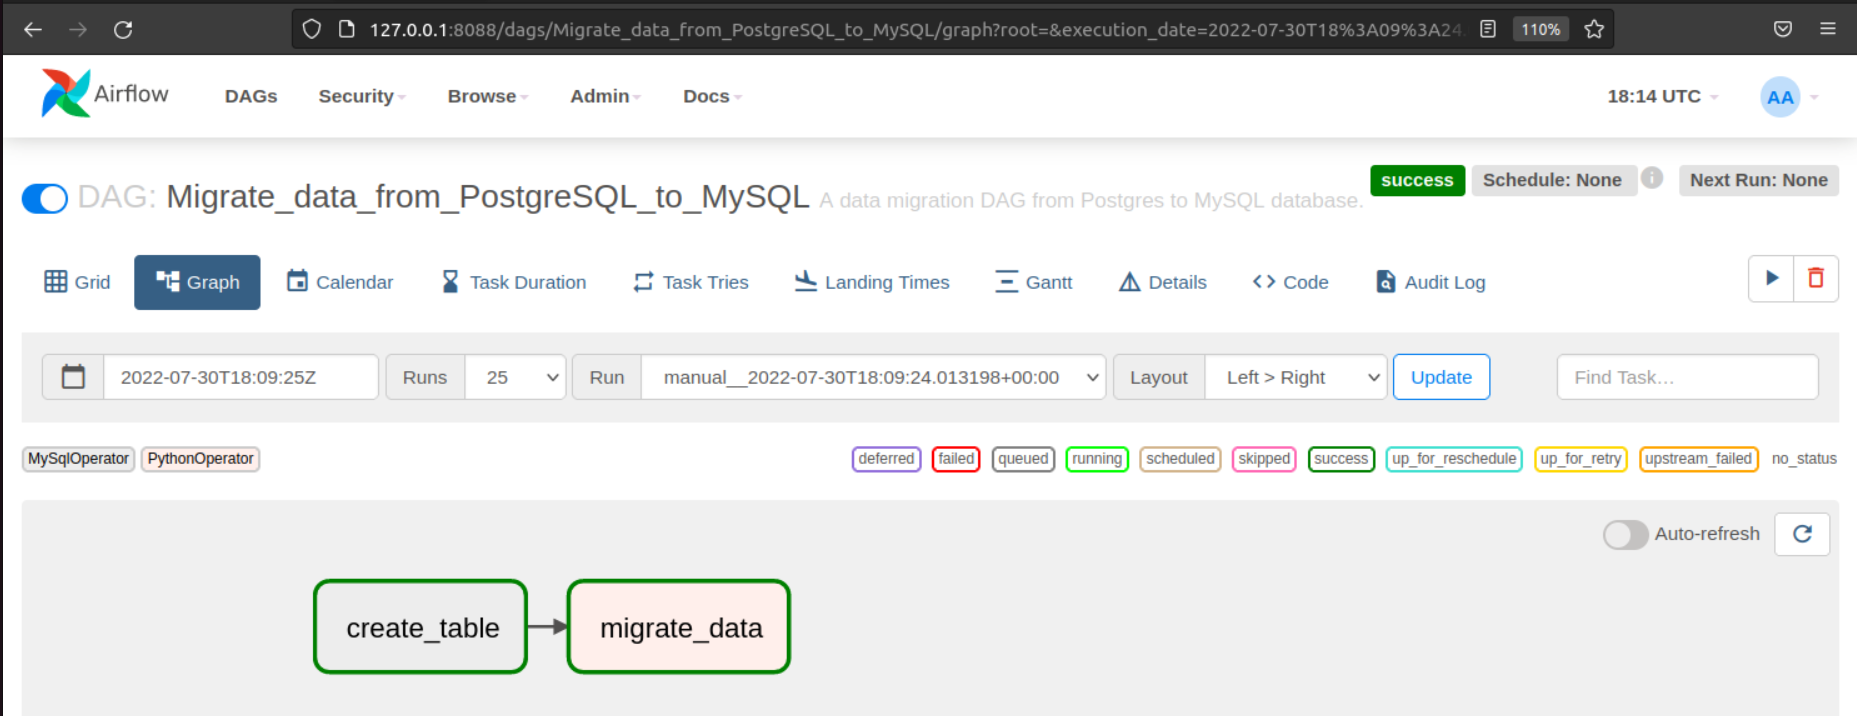 127.0.0.1:8088/dags/Migrate_data_from_PostgreSQL_to_MySQL/graph?root=&execution_date=2022-07-30T18%3A09%3A24. 110%
Airflow DAGs Security Browse Admin Docs 18:14 UTC AA
DAG: Migrate_data_from_PostgreSQL_to_MySQL A data migration DAG from Postgres to MySQL database. success Schedule: None i Next Run: None
Grid Graph Calendar Task Duration Task Tries Landing Times Gantt Details Code Audit Log
2022-07-30T18:09:25Z Runs 25 Run manual__2022-07-30T18:09:24.013198+00:00 Layout Left > Right Update Find Task…
MySqlOperator PythonOperator deferred failed queued running scheduled skipped success up_for_reschedule up_for_retry upstream_failed no_status
Auto-refresh
create_table migrate_data